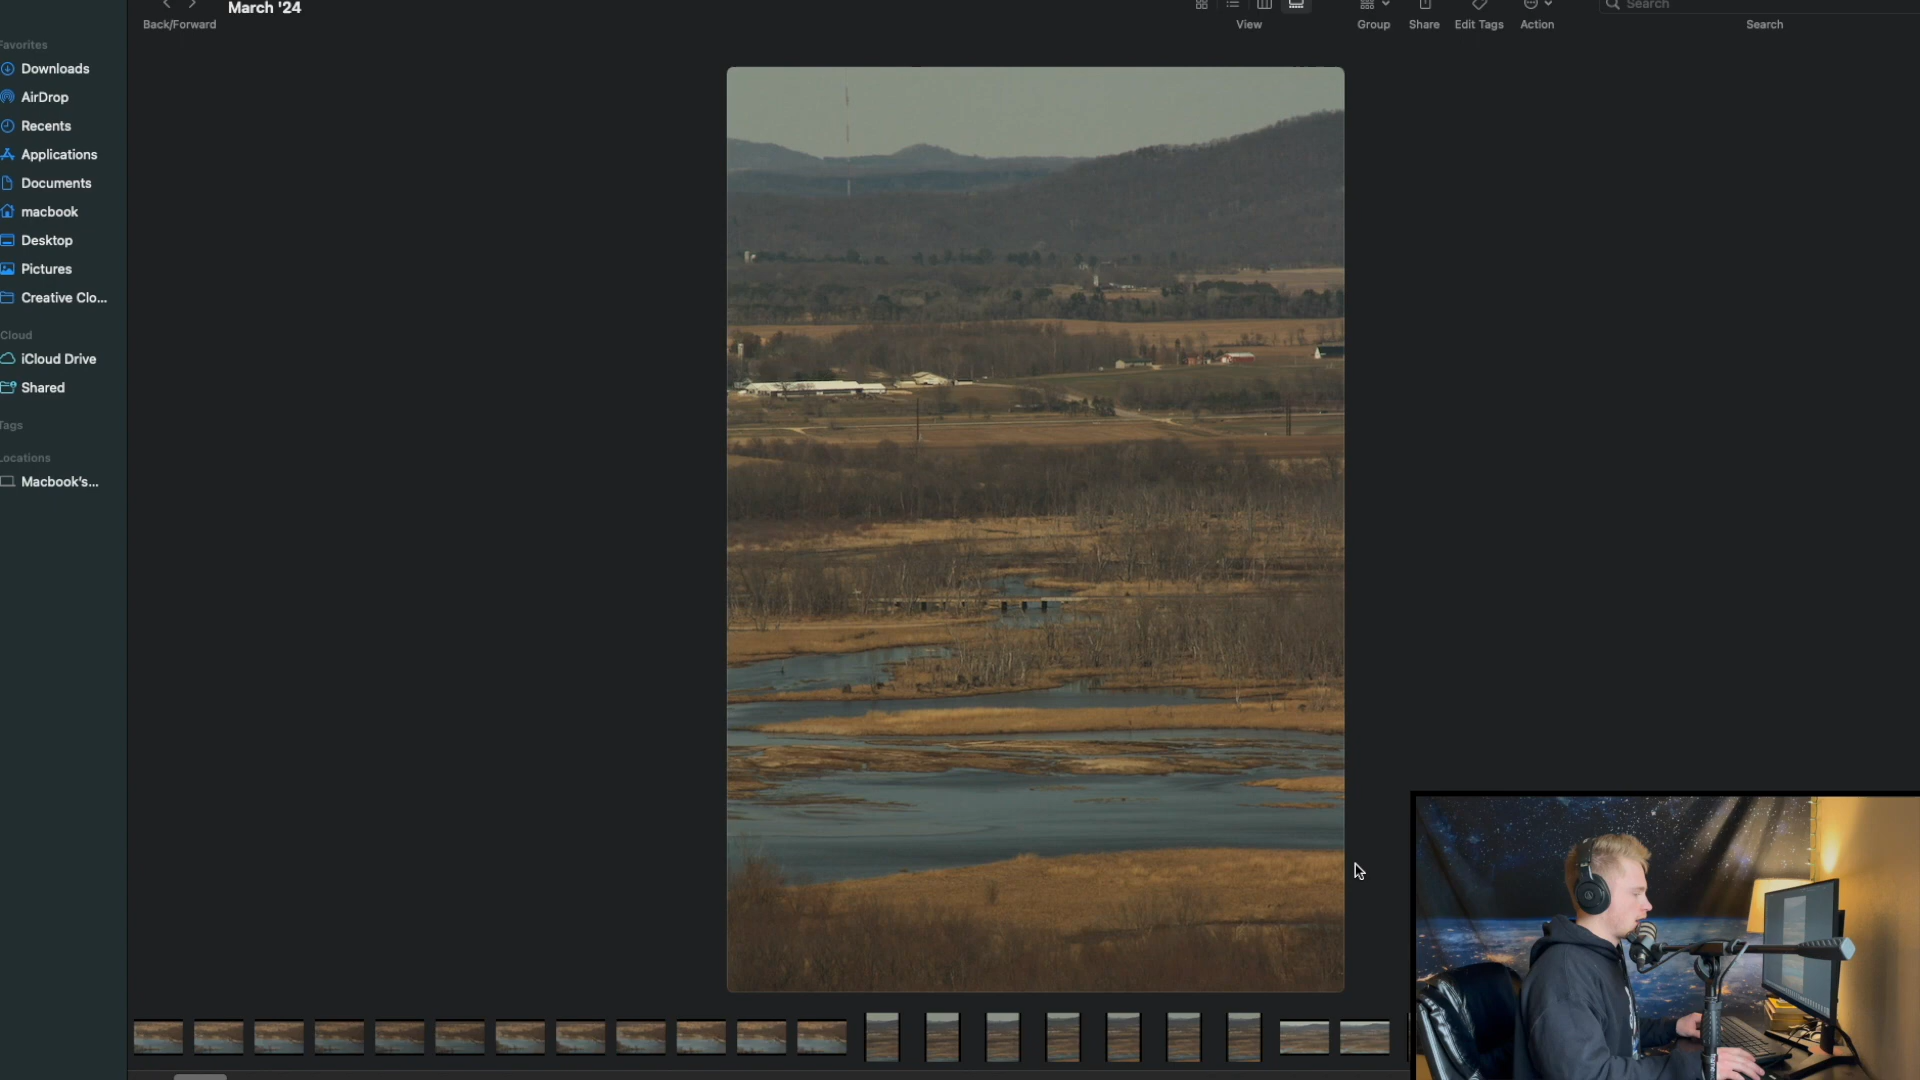 March '24
Back/Forward
View
Group
Share
Edit Tags
Action
Search
Search
Favorites
Downloads
AirDrop
Recents
Applications
Documents
macbook
Desktop
Pictures
Creative Clo...
Cloud
iCloud Drive
Shared
Tags
Locations
Macbook's...